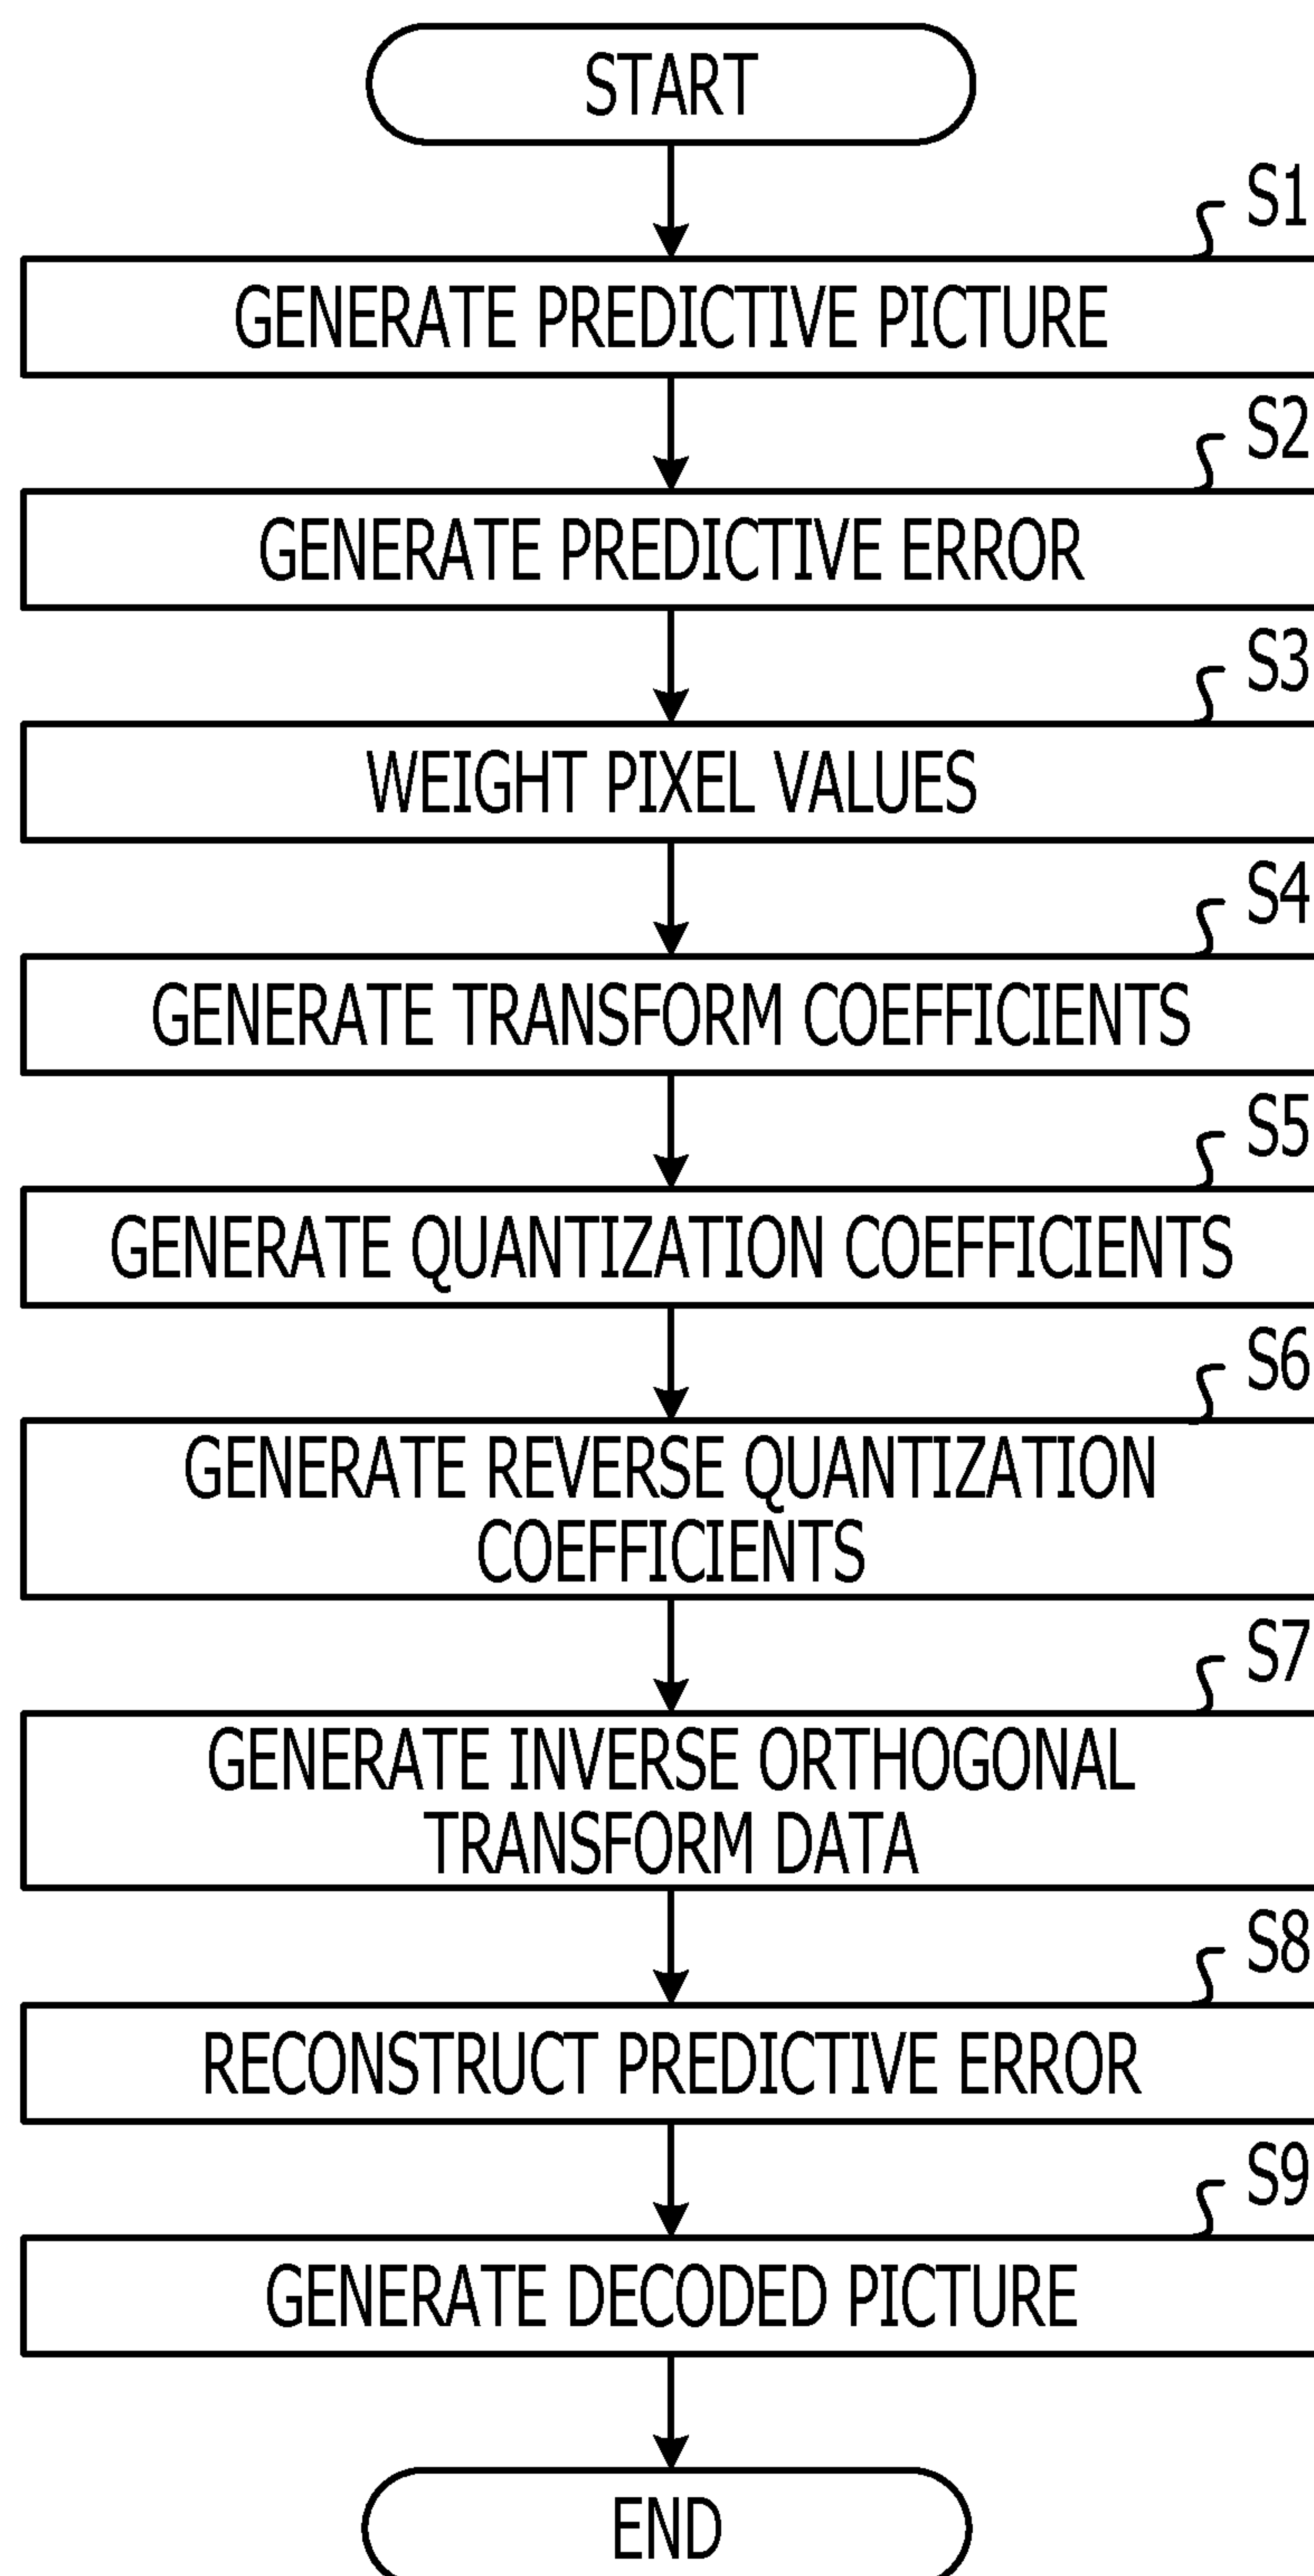 START
S1
GENERATE PREDICTIVE PICTURE
S2
GENERATE PREDICTIVE ERROR
S3
WEIGHT PIXEL VALUES
S4
GENERATE TRANSFORM COEFFICIENTS
S5
GENERATE QUANTIZATION COEFFICIENTS
S6
GENERATE REVERSE QUANTIZATION
COEFFICIENTS
S7
GENERATE INVERSE ORTHOGONAL
TRANSFORM DATA
S8
RECONSTRUCT PREDICTIVE ERROR
S9
GENERATE DECODED PICTURE
END